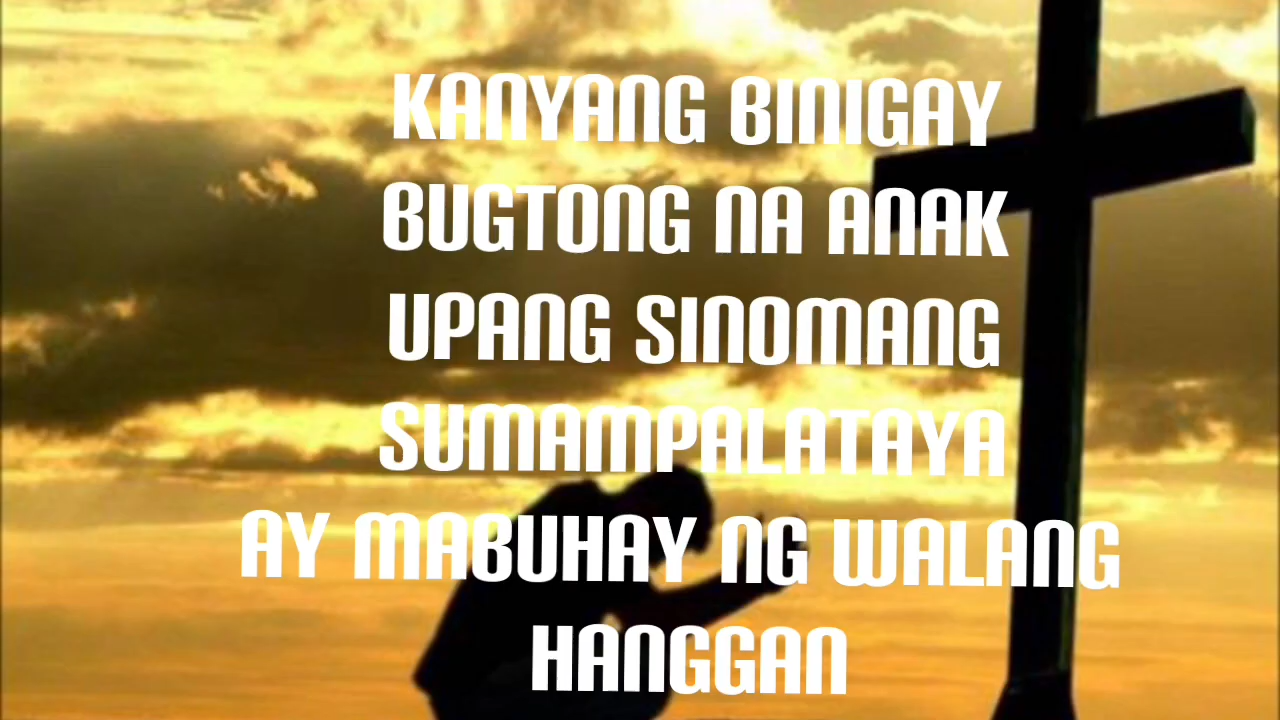 KANYANG BINIGAY
BUGTONG NA ANAK
UPANG SINOMANG
SUMAMPALATAYA
AY MABUHAY NG WALANG
HANGGAN